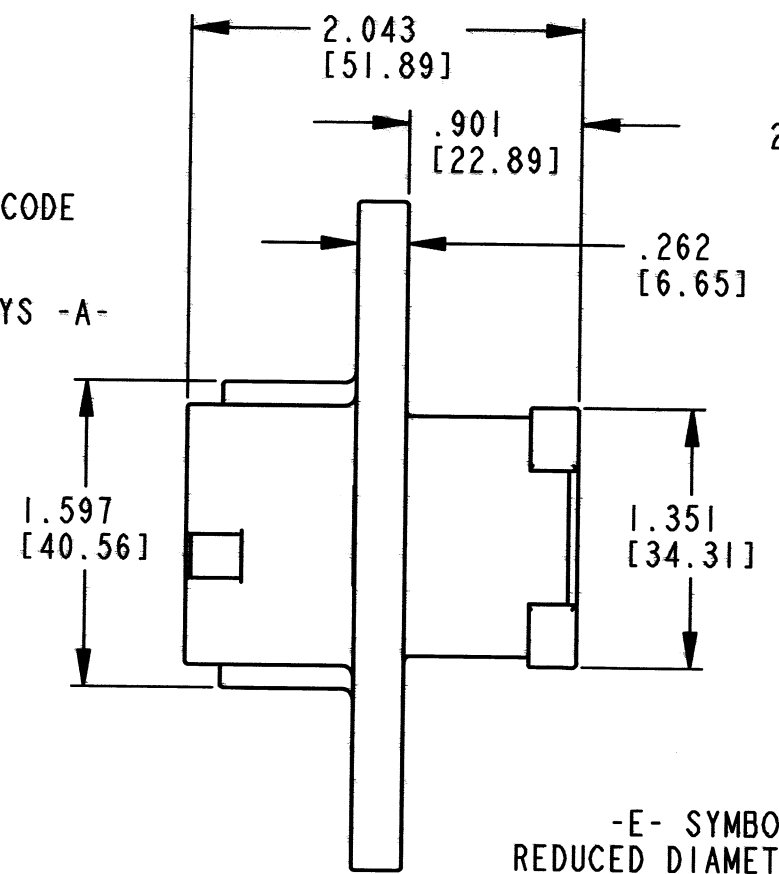 2.043
[51.89]
.901
[22.89]
2
CODE
.262
[6.65]
YS -A-
1.597
[40.56]
1.351
[34.31]
-E- SYMBO
REDUCED DIAMET